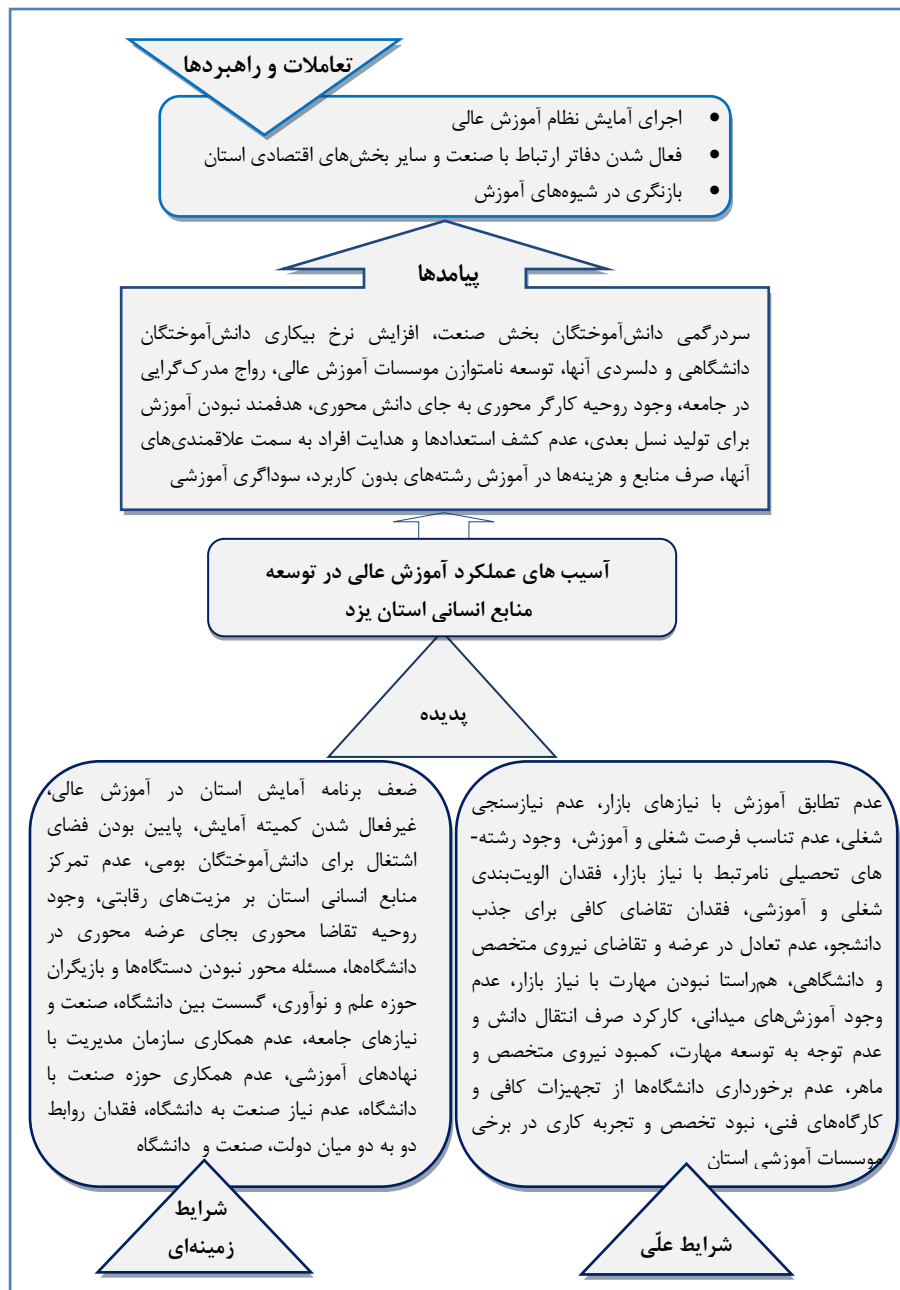 تعاملات و راهبردها
• اجرای آمایش نظام آموزش عالی
• فعال شدن دفاتر ارتباط با صنعت و سایر بخش‌های اقتصادی استان
• بازنگری در شیوه‌های آموزش
پیامدها
سردرگمی دانش‌آموختگان بخش صنعت، افزایش نرخ بیکاری دانش‌آموختگان
دانشگاهی و دلسردی آنها، توسعه نامتوازن موسسات آموزش عالی، رواج مدرک‌گرایی
در جامعه، وجود روحیه کارگر محوری به جای دانش محوری، هدفمند نبودن آموزش
برای تولید نسل بعدی، عدم کشف استعدادها و هدایت افراد به سمت علاقمندی‌های
آنها، صرف منابع و هزینه‌ها در آموزش رشته‌های بدون کاربرد، سوداگری آموزشی
آسیب های عملکرد آموزش عالی در توسعه
منابع انسانی استان یزد
پدیده
عدم تطابق آموزش با نیازهای بازار، عدم نیازسنجی
شغلی، عدم تناسب فرصت شغلی و آموزش، وجود رشته-
های تحصیلی نامرتبط با نیاز بازار، فقدان الویت‌بندی
شغلی و آموزشی، فقدان تقاضای کافی برای جذب
دانشجو، عدم تعادل در عرضه و تقاضای نیروی متخصص
و دانشگاهی، هم‌راستا نبودن مهارت با نیاز بازار، عدم
وجود آموزش‌های میدانی، کارکرد صرف انتقال دانش و
عدم توجه به توسعه مهارت، کمبود نیروی متخصص و
ماهر، عدم برخورداری دانشگاه‌ها از تجهیزات کافی و
کارگاه‌های فنی، نبود تخصص و تجربه کاری در برخی
موسسات آموزشی استان
شرایط علّی
ضعف برنامه آمایش استان در آموزش عالی،
غیرفعال شدن کمیته آمایش، پایین بودن فضای
اشتغال برای دانش‌آموختگان بومی، عدم تمرکز
منابع انسانی استان بر مزیت‌های رقابتی، وجود
روحیه تقاضا محوری بجای عرضه محوری در
دانشگاه‌ها، مسئله محور نبودن دستگاه‌ها و بازیگران
حوزه علم و نوآوری، گسست بین دانشگاه، صنعت و
نیازهای جامعه، عدم همکاری سازمان مدیریت با
نهادهای آموزشی، عدم همکاری حوزه صنعت با
دانشگاه، عدم نیاز صنعت به دانشگاه، فقدان روابط
دو به دو میان دولت، صنعت و دانشگاه
شرایط
زمینه‌ای